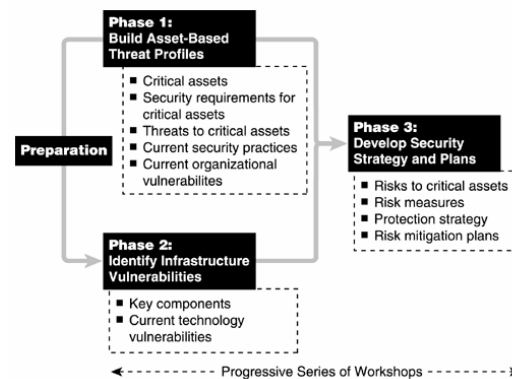 Phase 1:
Build Asset-Based
Threat Profiles
Critical assets
Security requirements for
critical assets
Threats to critical assets
Current security practices
Current organizational
vulnerabilites
Preparation
Phase 2:
Identify Infrastructure
Vulnerabilities
Key components
Current technology
vulnerabilities
Phase 3:
Develop Security
Strategy and Plans
Risks to critical assets
Risk measures
Protection strategy
Risk mitigation plans
Progressive Series of Workshops